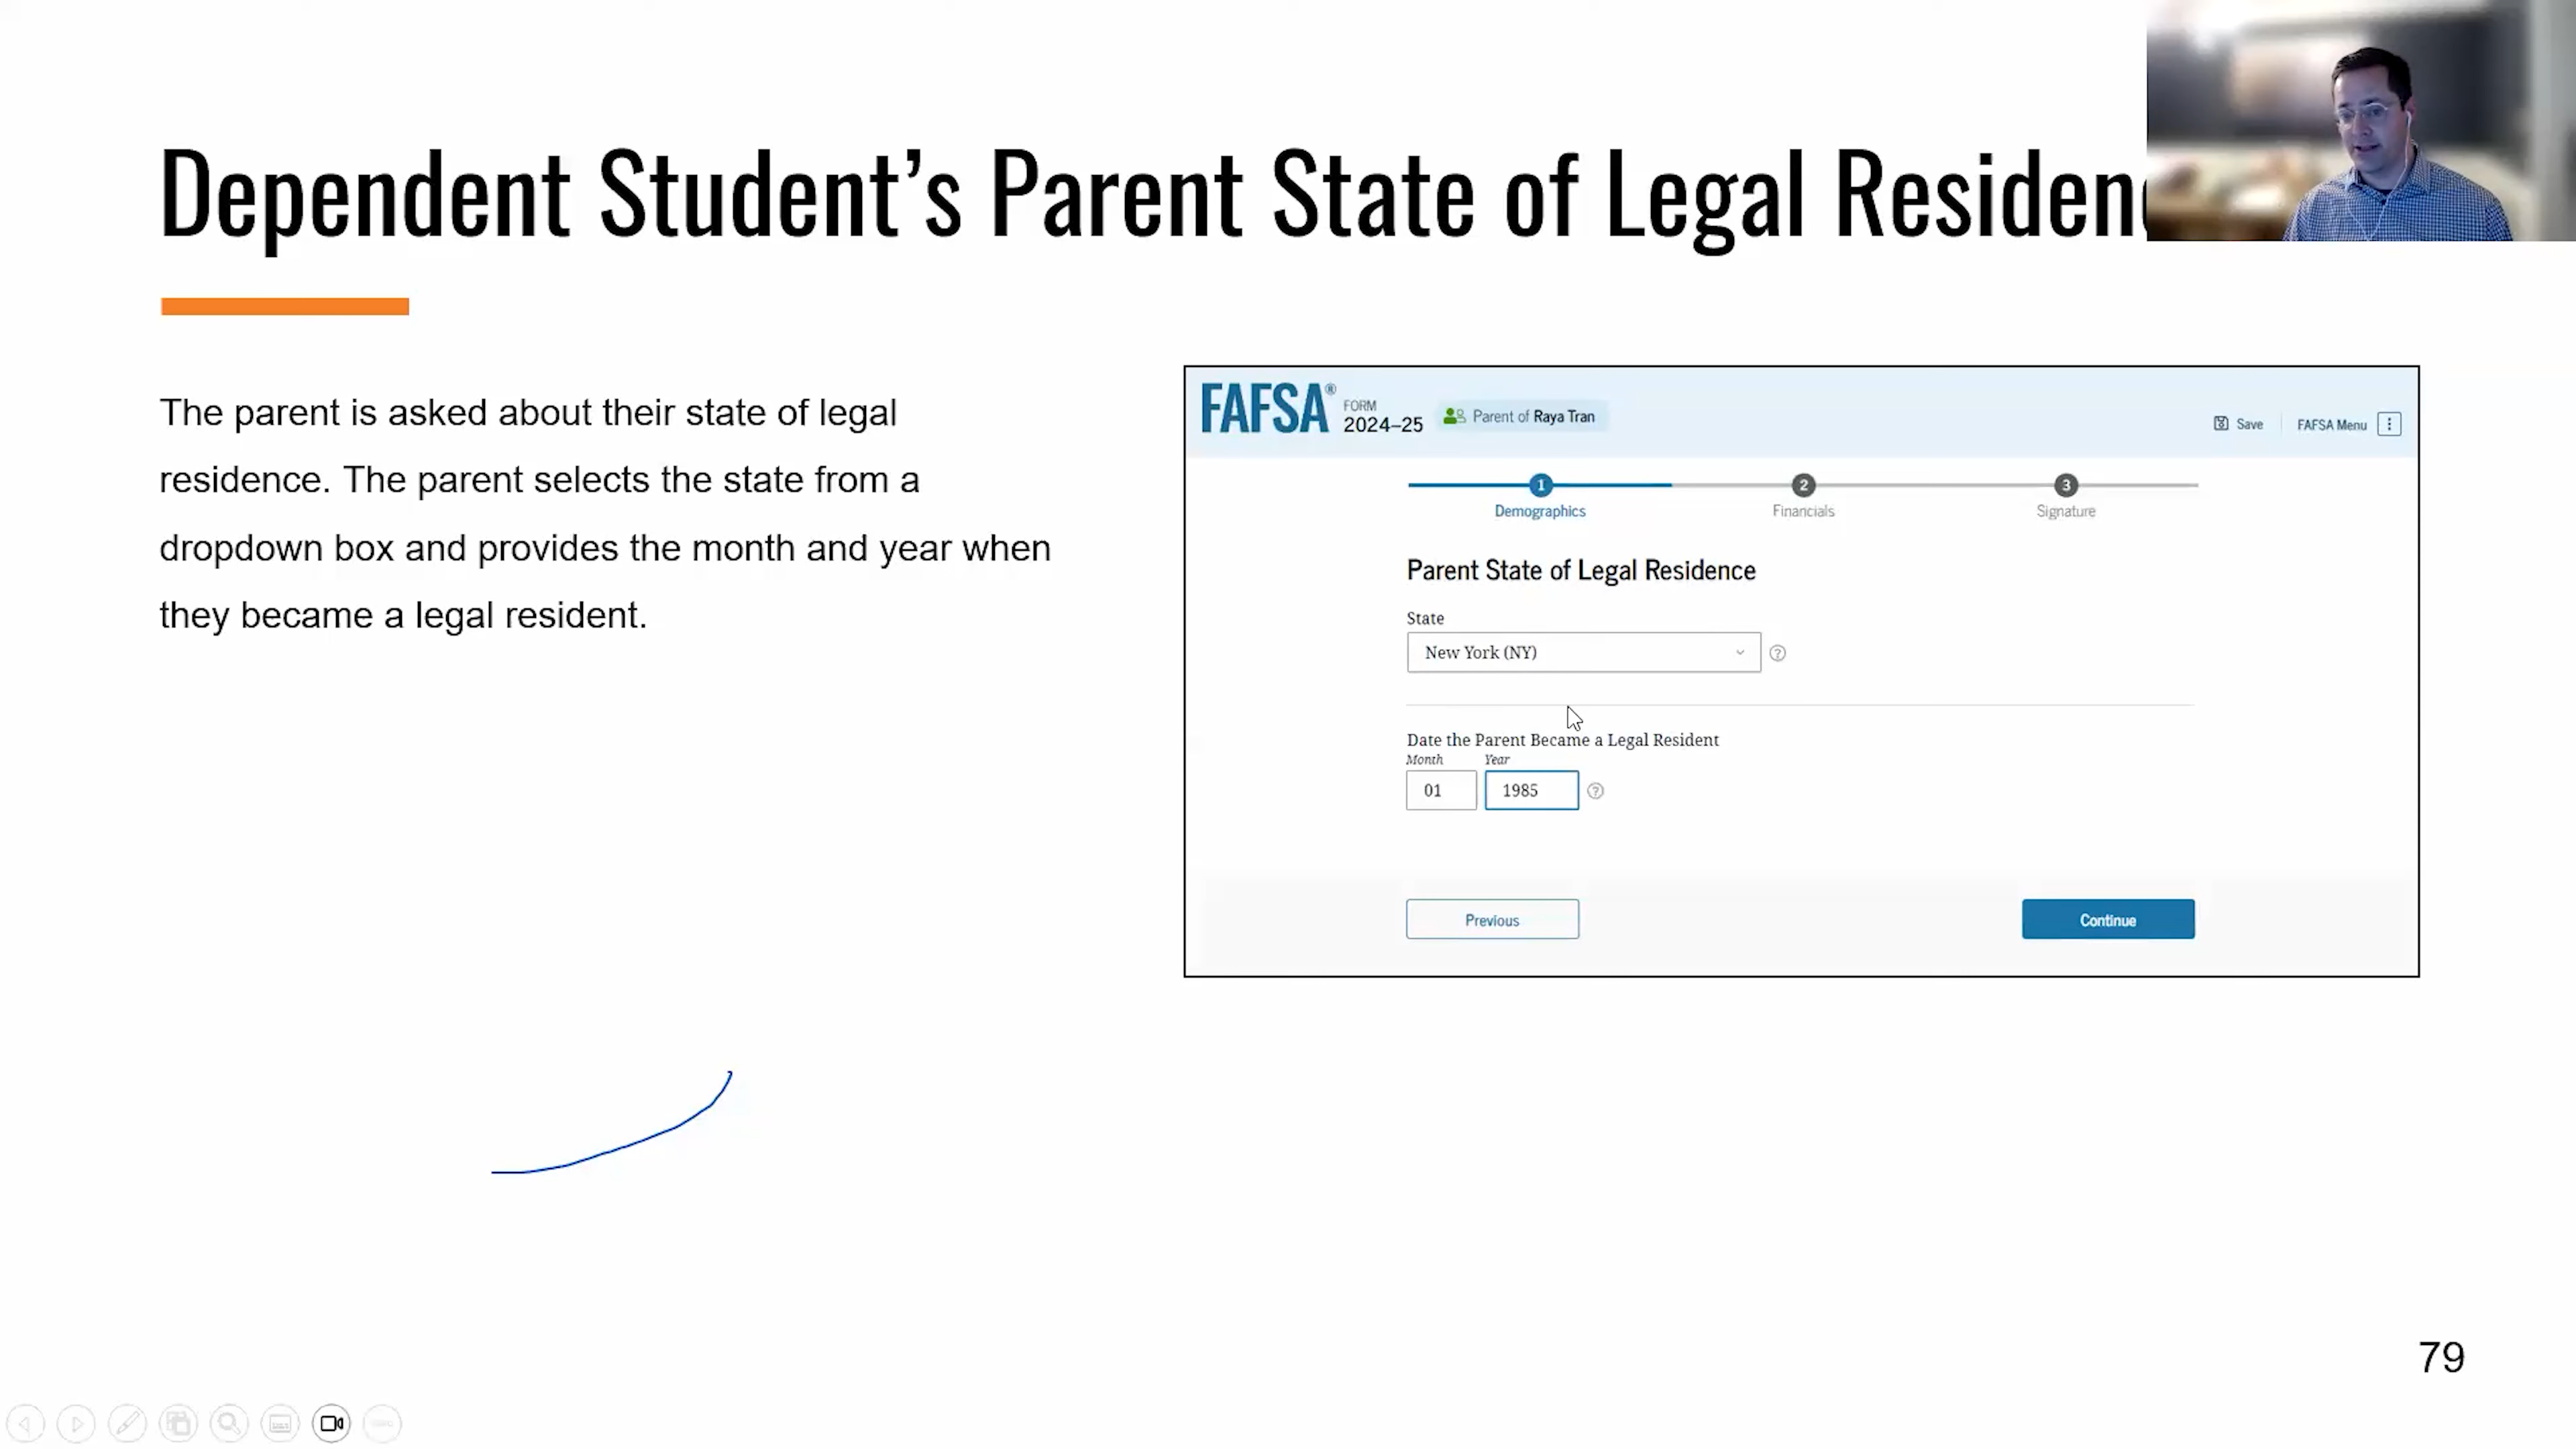 Dependent Student's Parent State of Legal
The parent is asked about their state of legal
residence. The parent selects the state from a
dropdown box and provides the month and year when
they became a legal resident.
FAFSA® FORM 2024–25 Parent of Raya Tran
Save FAFSA Menu
1 2 3
Demographics Financials Signature
Parent State of Legal Residence
State
New York (NY)
Date the Parent Became a Legal Resident
Month Year
01 1985
Previous Continue
79